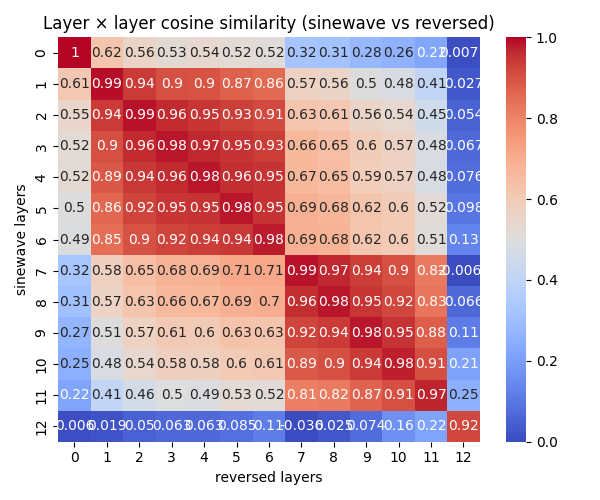 Layer × layer cosine similarity (sinewave vs reversed)
0 1 0.62 0.56 0.53 0.54 0.52 0.52 0.32 0.31 0.28 0.26 0.22 0.007
1 0.61 0.99 0.94 0.9 0.9 0.87 0.86 0.57 0.56 0.5 0.48 0.41 0.027
2 0.55 0.94 0.99 0.96 0.95 0.93 0.91 0.63 0.61 0.56 0.54 0.45 0.054
3 0.52 0.9 0.96 0.98 0.97 0.95 0.93 0.66 0.65 0.6 0.57 0.48 0.067
4 0.52 0.89 0.94 0.96 0.98 0.96 0.95 0.67 0.65 0.59 0.57 0.48 0.076
5 0.5 0.86 0.92 0.95 0.95 0.98 0.95 0.69 0.68 0.62 0.6 0.52 0.098
6 0.49 0.85 0.9 0.92 0.94 0.94 0.98 0.69 0.68 0.62 0.6 0.51 0.13
7 0.32 0.58 0.65 0.68 0.69 0.71 0.71 0.99 0.97 0.94 0.9
8 0.31 0.57 0.63 0.66 0.67 0.69 0.7 0.96 0.98 0.95 0.92 0.83 0.066
9 0.27 0.51 0.57 0.61 0.6 0.63 0.63 0.92 0.94 0.98 0.95 0.88 0.11
10 0.25 0.48 0.54 0.58 0.58 0.6 0.61 0.89 0.9 0.94 0.98 0.91 0.21
11 0.22 0.41 0.46 0.5 0.49 0.53 0.52 0.81 0.82 0.87 0.91 0.97 0.25
12 0.16 0.22 0.92
0 1 2 3 4 5 6 7 8 9 10 11 12
reversed layers
sinewave layers
1.0
0.8
0.6
0.4
0.2
0.0